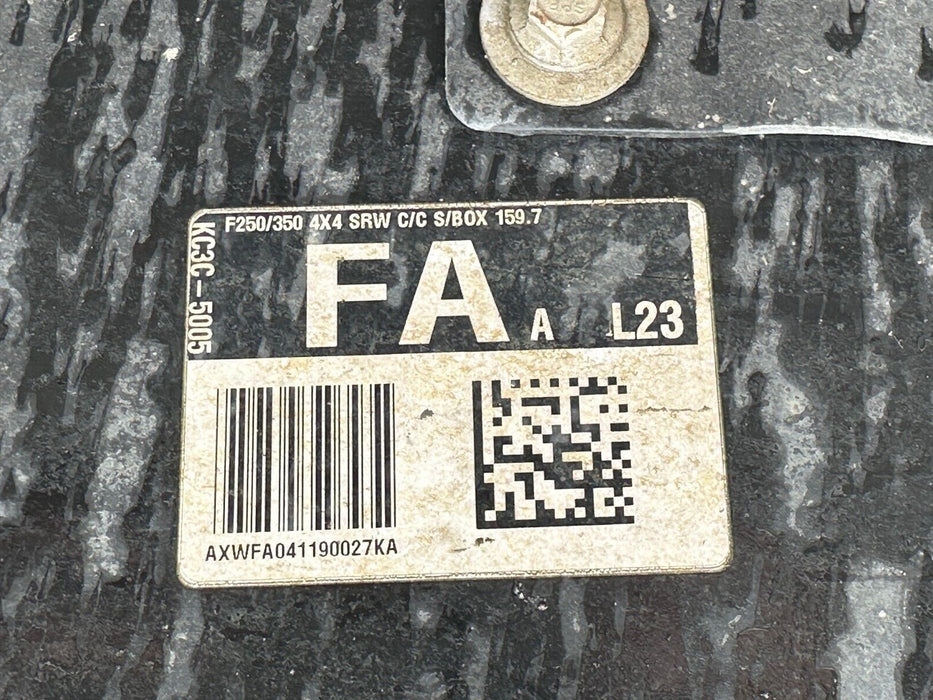 F250/350 4X4 SRW C/C S/BOX 159.7
KC3C-5005
FA A L23
AXWFA041190027KA